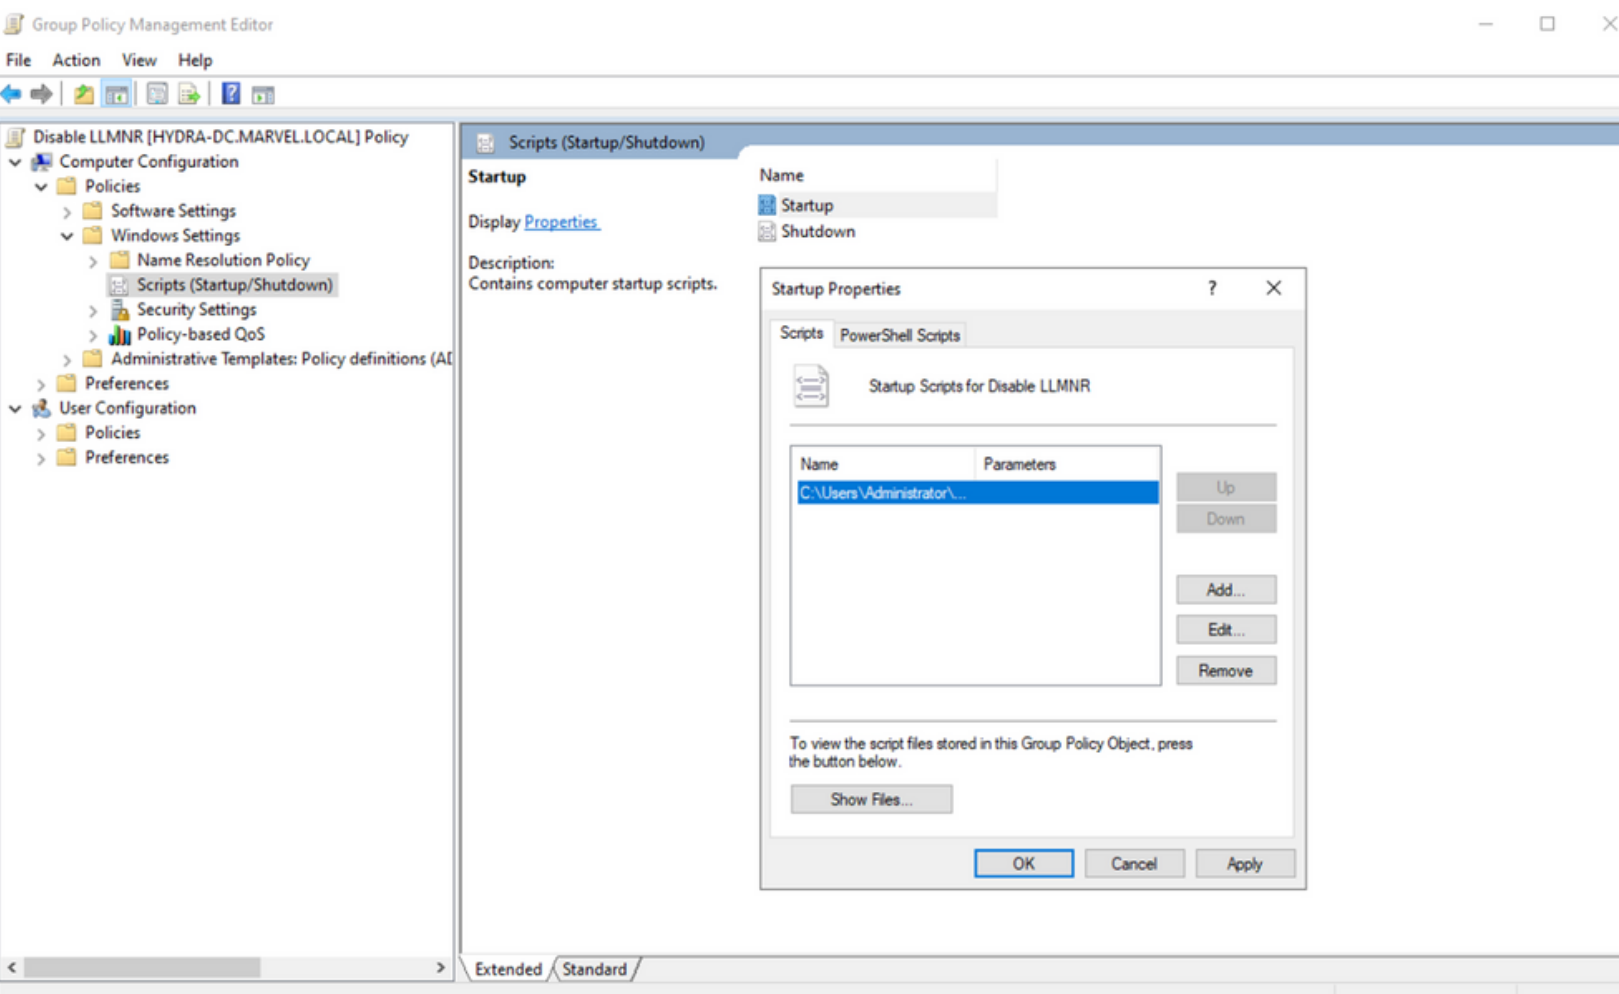 Group Policy Management Editor
File Action View Help
Disable LLMNR [HYDRA-DC.MARVEL.LOCAL] Policy
Computer Configuration
Policies
Software Settings
Windows Settings
Name Resolution Policy
Scripts (Startup/Shutdown)
Security Settings
Policy-based QoS
Administrative Templates: Policy definitions (AD
Preferences
User Configuration
Policies
Preferences
Scripts (Startup/Shutdown)
Startup
Display Properties
Description:
Contains computer startup scripts.
Name
Startup
Shutdown
Startup Properties
Scripts PowerShell Scripts
Startup Scripts for Disable LLMNR
Name Parameters
C:\Users\Administrator\...
Up
Down
Add...
Edit...
Remove
To view the script files stored in this Group Policy Object, press
the button below.
Show Files...
OK Cancel Apply
Extended Standard